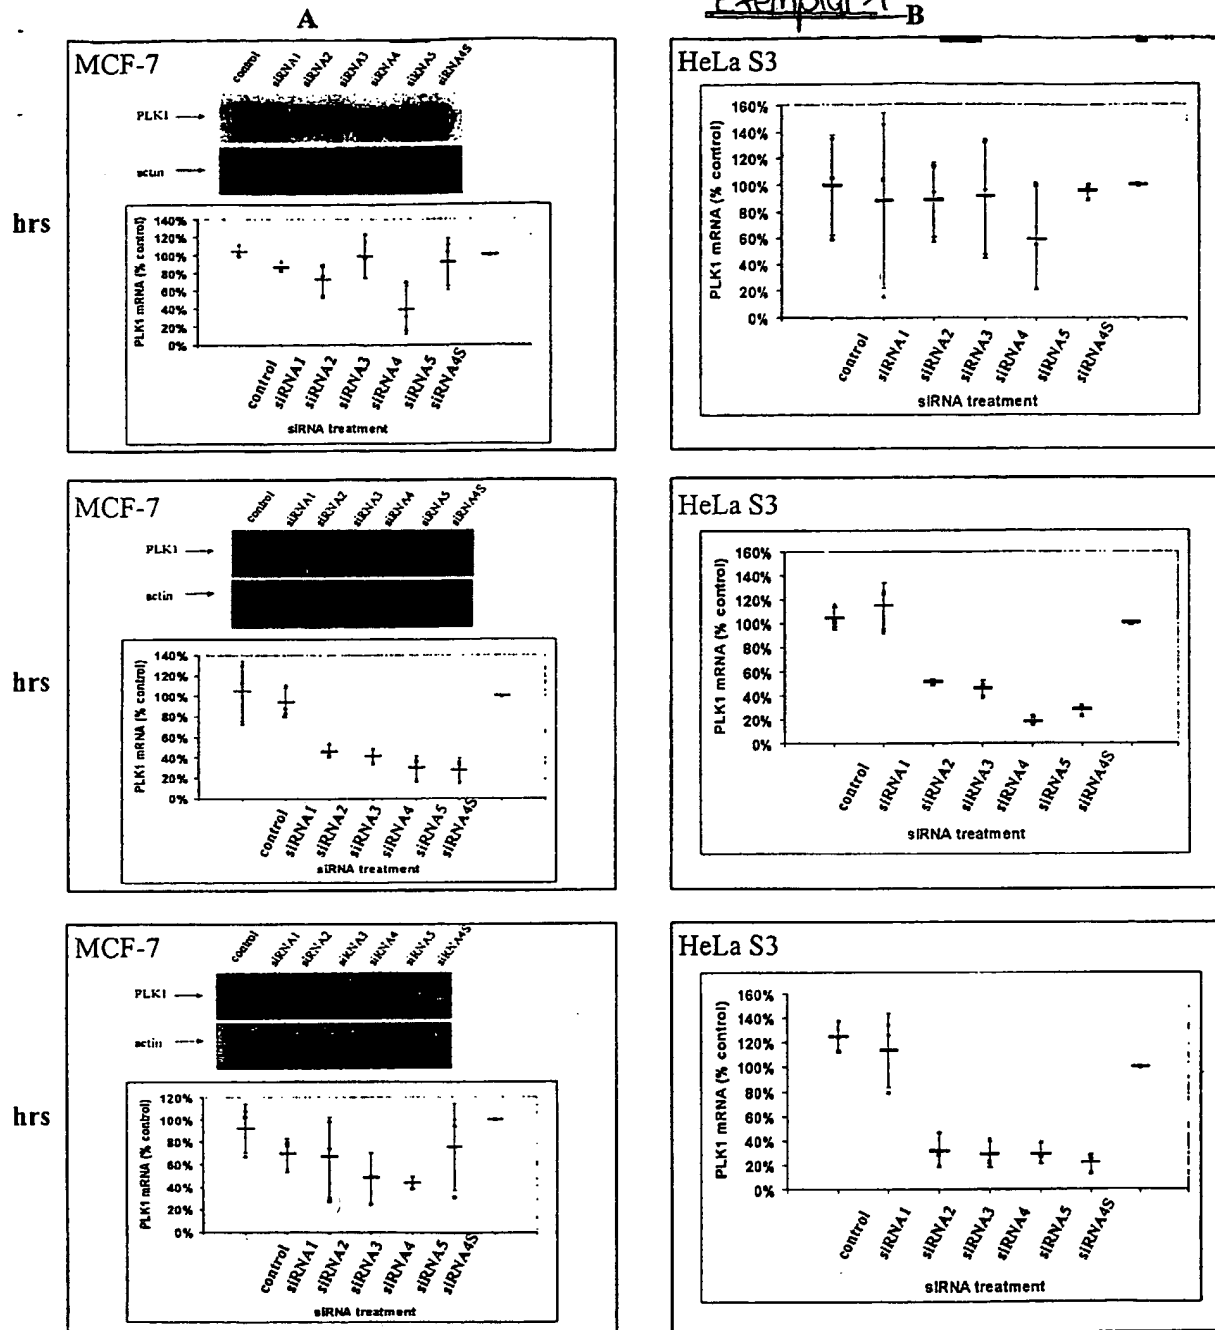 Exemplar 1
A
B
MCF-7
control siRNA1 siRNA2 siRNA3 siRNA4 siRNA5 siRNA4S
PLK1
actin
hrs
PLK1 mRNA (% control)
140%
120%
100%
80%
60%
40%
20%
0%
control siRNA1 siRNA2 siRNA3 siRNA4 siRNA5 siRNA4S
siRNA treatment
HeLa S3
PLK1 mRNA (% control)
160%
140%
120%
100%
80%
60%
40%
20%
0%
control siRNA1 siRNA2 siRNA3 siRNA4 siRNA5 siRNA4S
siRNA treatment
MCF-7
control siRNA1 siRNA2 siRNA3 siRNA4 siRNA5 siRNA4S
PLK1
actin
hrs
PLK1 mRNA (% control)
140%
120%
100%
80%
60%
40%
20%
0%
control siRNA1 siRNA2 siRNA3 siRNA4 siRNA5 siRNA4S
siRNA treatment
HeLa S3
PLK1 mRNA (% control)
160%
140%
120%
100%
80%
60%
40%
20%
0%
control siRNA1 siRNA2 siRNA3 siRNA4 siRNA5 siRNA4S
siRNA treatment
MCF-7
control siRNA1 siRNA2 siRNA3 siRNA4 siRNA5 siRNA4S
PLK1
actin
hrs
PLK1 mRNA (% control)
120%
100%
80%
60%
40%
20%
0%
control siRNA1 siRNA2 siRNA3 siRNA4 siRNA5 siRNA4S
siRNA treatment
HeLa S3
PLK1 mRNA (% control)
160%
140%
120%
100%
80%
60%
40%
20%
0%
control siRNA1 siRNA2 siRNA3 siRNA4 siRNA5 siRNA4S
siRNA treatment